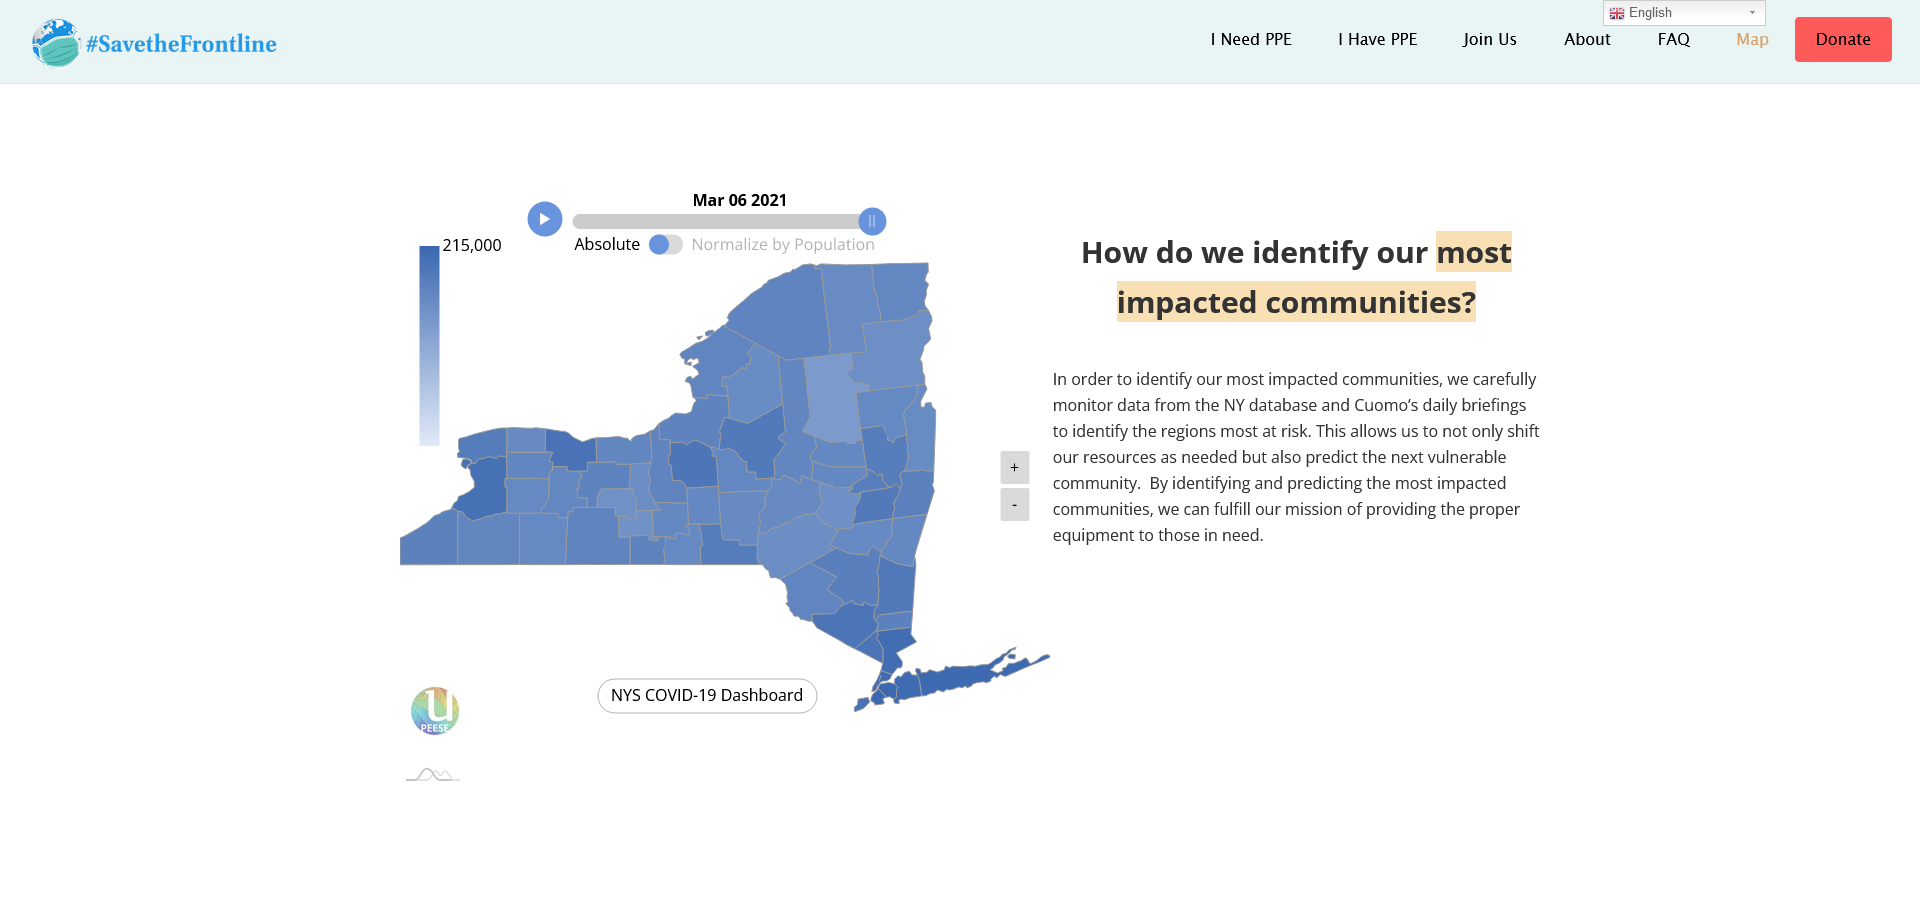 #SavetheFrontline
I Need PPE
I Have PPE
Join Us
About
FAQ
Map
English
Donate
Mar 06 2021
Absolute
Normalize by Population
215,000
+
-
NYS COVID-19 Dashboard
u
PEESE
How do we identify our most
impacted communities?
In order to identify our most impacted communities, we carefully
monitor data from the NY database and Cuomo’s daily briefings
to identify the regions most at risk. This allows us to not only shift
our resources as needed but also predict the next vulnerable
community.  By identifying and predicting the most impacted
communities, we can fulfill our mission of providing the proper
equipment to those in need.